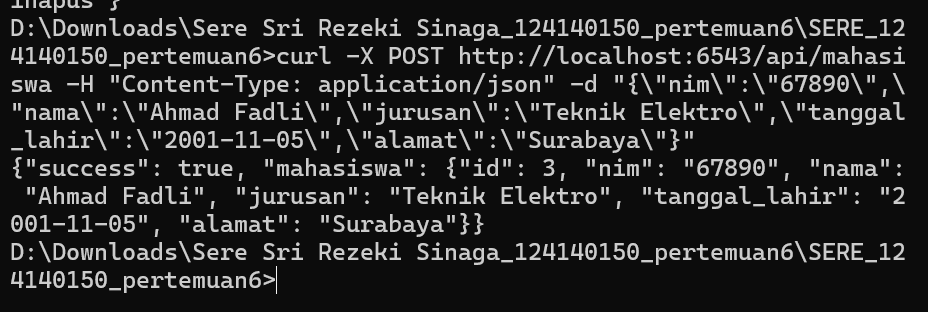 inapus"}
D:\Downloads\Sere Sri Rezeki Sinaga_124140150_pertemuan6\SERE_12
4140150_pertemuan6>curl -X POST http://localhost:6543/api/mahasi
swa -H "Content-Type: application/json" -d "{\"nim\":\"67890\",\
"nama\":\"Ahmad Fadli\",\"jurusan\":\"Teknik Elektro\",\"tanggal
_lahir\":\"2001-11-05\",\"alamat\":\"Surabaya\"}"
{"success": true, "mahasiswa": {"id": 3, "nim": "67890", "nama":
 "Ahmad Fadli", "jurusan": "Teknik Elektro", "tanggal_lahir": "2
001-11-05", "alamat": "Surabaya"}}
D:\Downloads\Sere Sri Rezeki Sinaga_124140150_pertemuan6\SERE_12
4140150_pertemuan6>